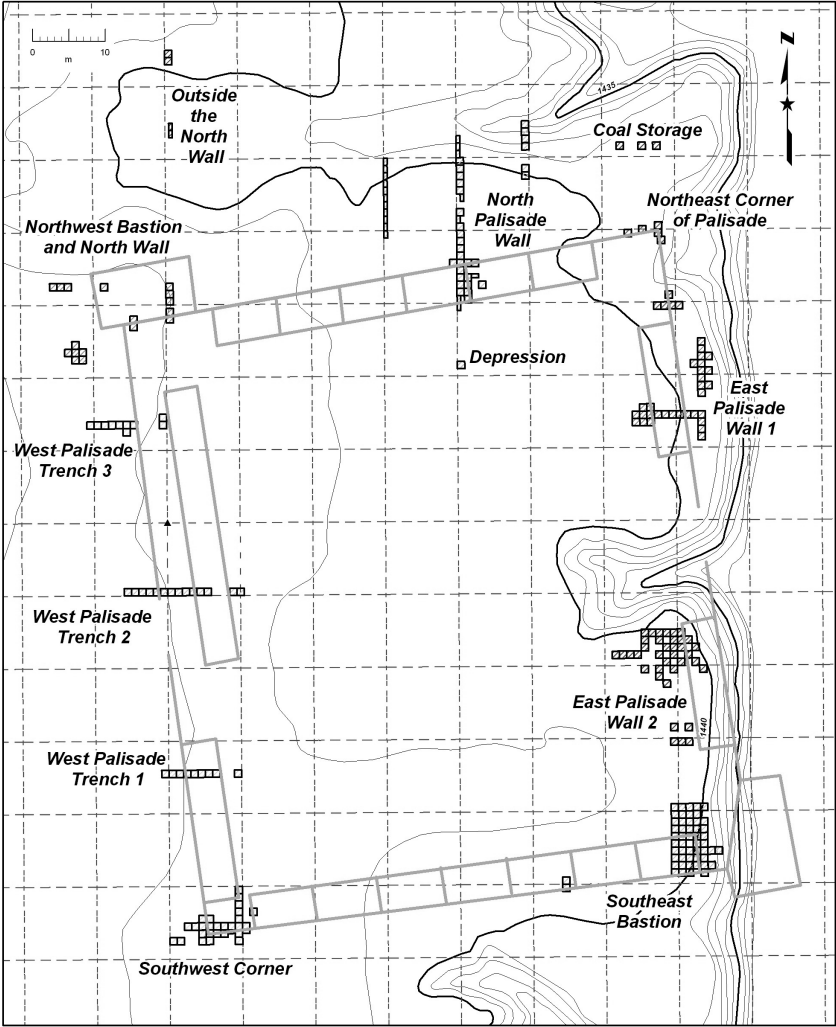 0 10
m
N
1435
Outside
the
North
Wall
Coal Storage
North
Palisade
Wall
Northeast Corner
of Palisade
Northwest Bastion
and North Wall
Depression
East
Palisade
Wall 1
West Palisade
Trench 3
West Palisade
Trench 2
East Palisade
Wall 2
1440
West Palisade
Trench 1
Southeast
Bastion
Southwest Corner